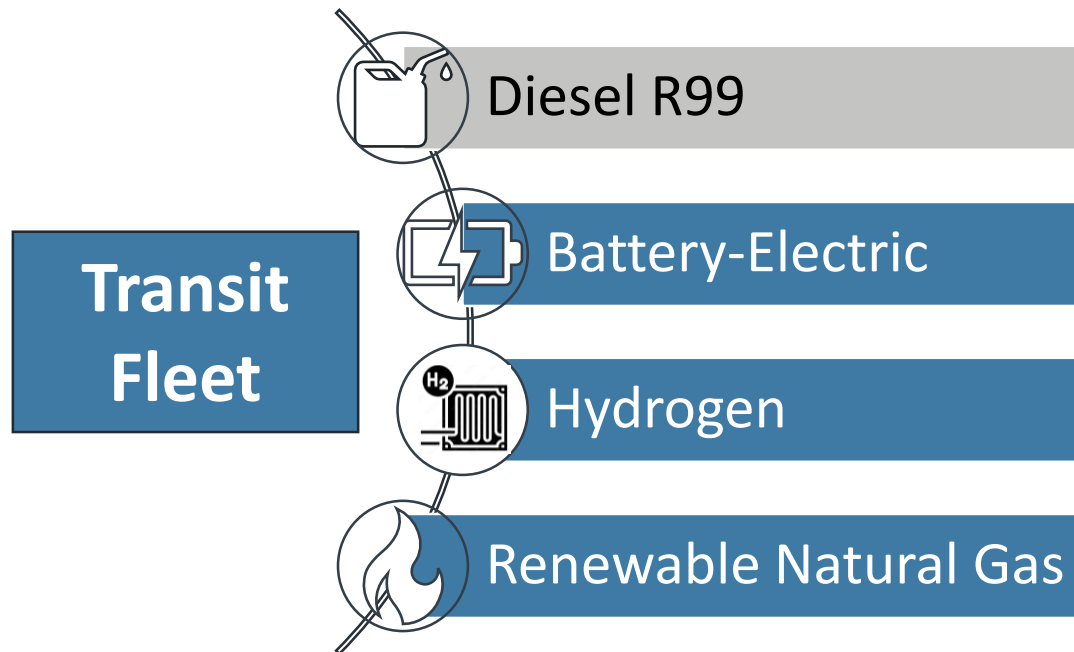 Diesel R99
Battery-Electric
Transit
Fleet
H2
Hydrogen
Renewable Natural Gas